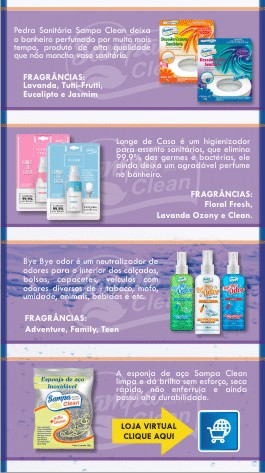 Pedra Sanitária Sampa Clean deixa
o banheiro perfumado por muito mais
tempo, produto de alta qualidade
que não mancha vaso sanitário.
FRAGRÂNCIAS:
Lavanda, Tutti-Frutti,
Eucalipto e Jasmim
Longe de Casa é um higienizador
para assento sanitários, que elimina
99,9% dos germes e bactérias, ele
ainda deixa um agradável perfume
no banheiro.
FRAGRÂNCIAS:
Floral Fresh,
Lavanda Ozony e Clean.
Bye Bye odor é um neutralizador de
odores para o interior dos calçados,
bolsas, capacetes, veículos com
odores diversos de : tabaco, mofo,
umidade, animais, bebidas e etc.
FRAGRÂNCIAS:
Adventure, Family, Teen
Esponja de aço
Inoxidável
Sampa
Clean
A esponja de aço Sampa Clean
limpa e dá brilho sem esforço, seca
rápido, não enferruja e ainda
possui alta durabilidade.
LOJA VIRTUAL
CLIQUE AQUI